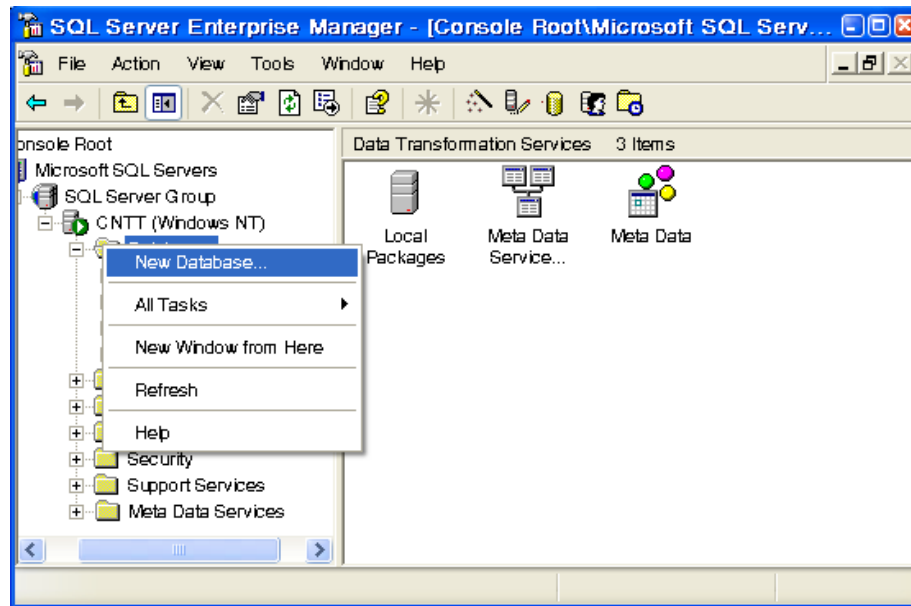 SQL Server Enterprise Manager - [Console Root\Microsoft SQL Serv...
File Action View Tools Window Help
onsole Root
Microsoft SQL Servers
SQL Server Group
CNTT (Windows NT)
New Database...
All Tasks
New Window from Here
Refresh
Help
Security
Support Services
Meta Data Services
Data Transformation Services 3 Items
Local
Packages
Meta Data
Service...
Meta Data